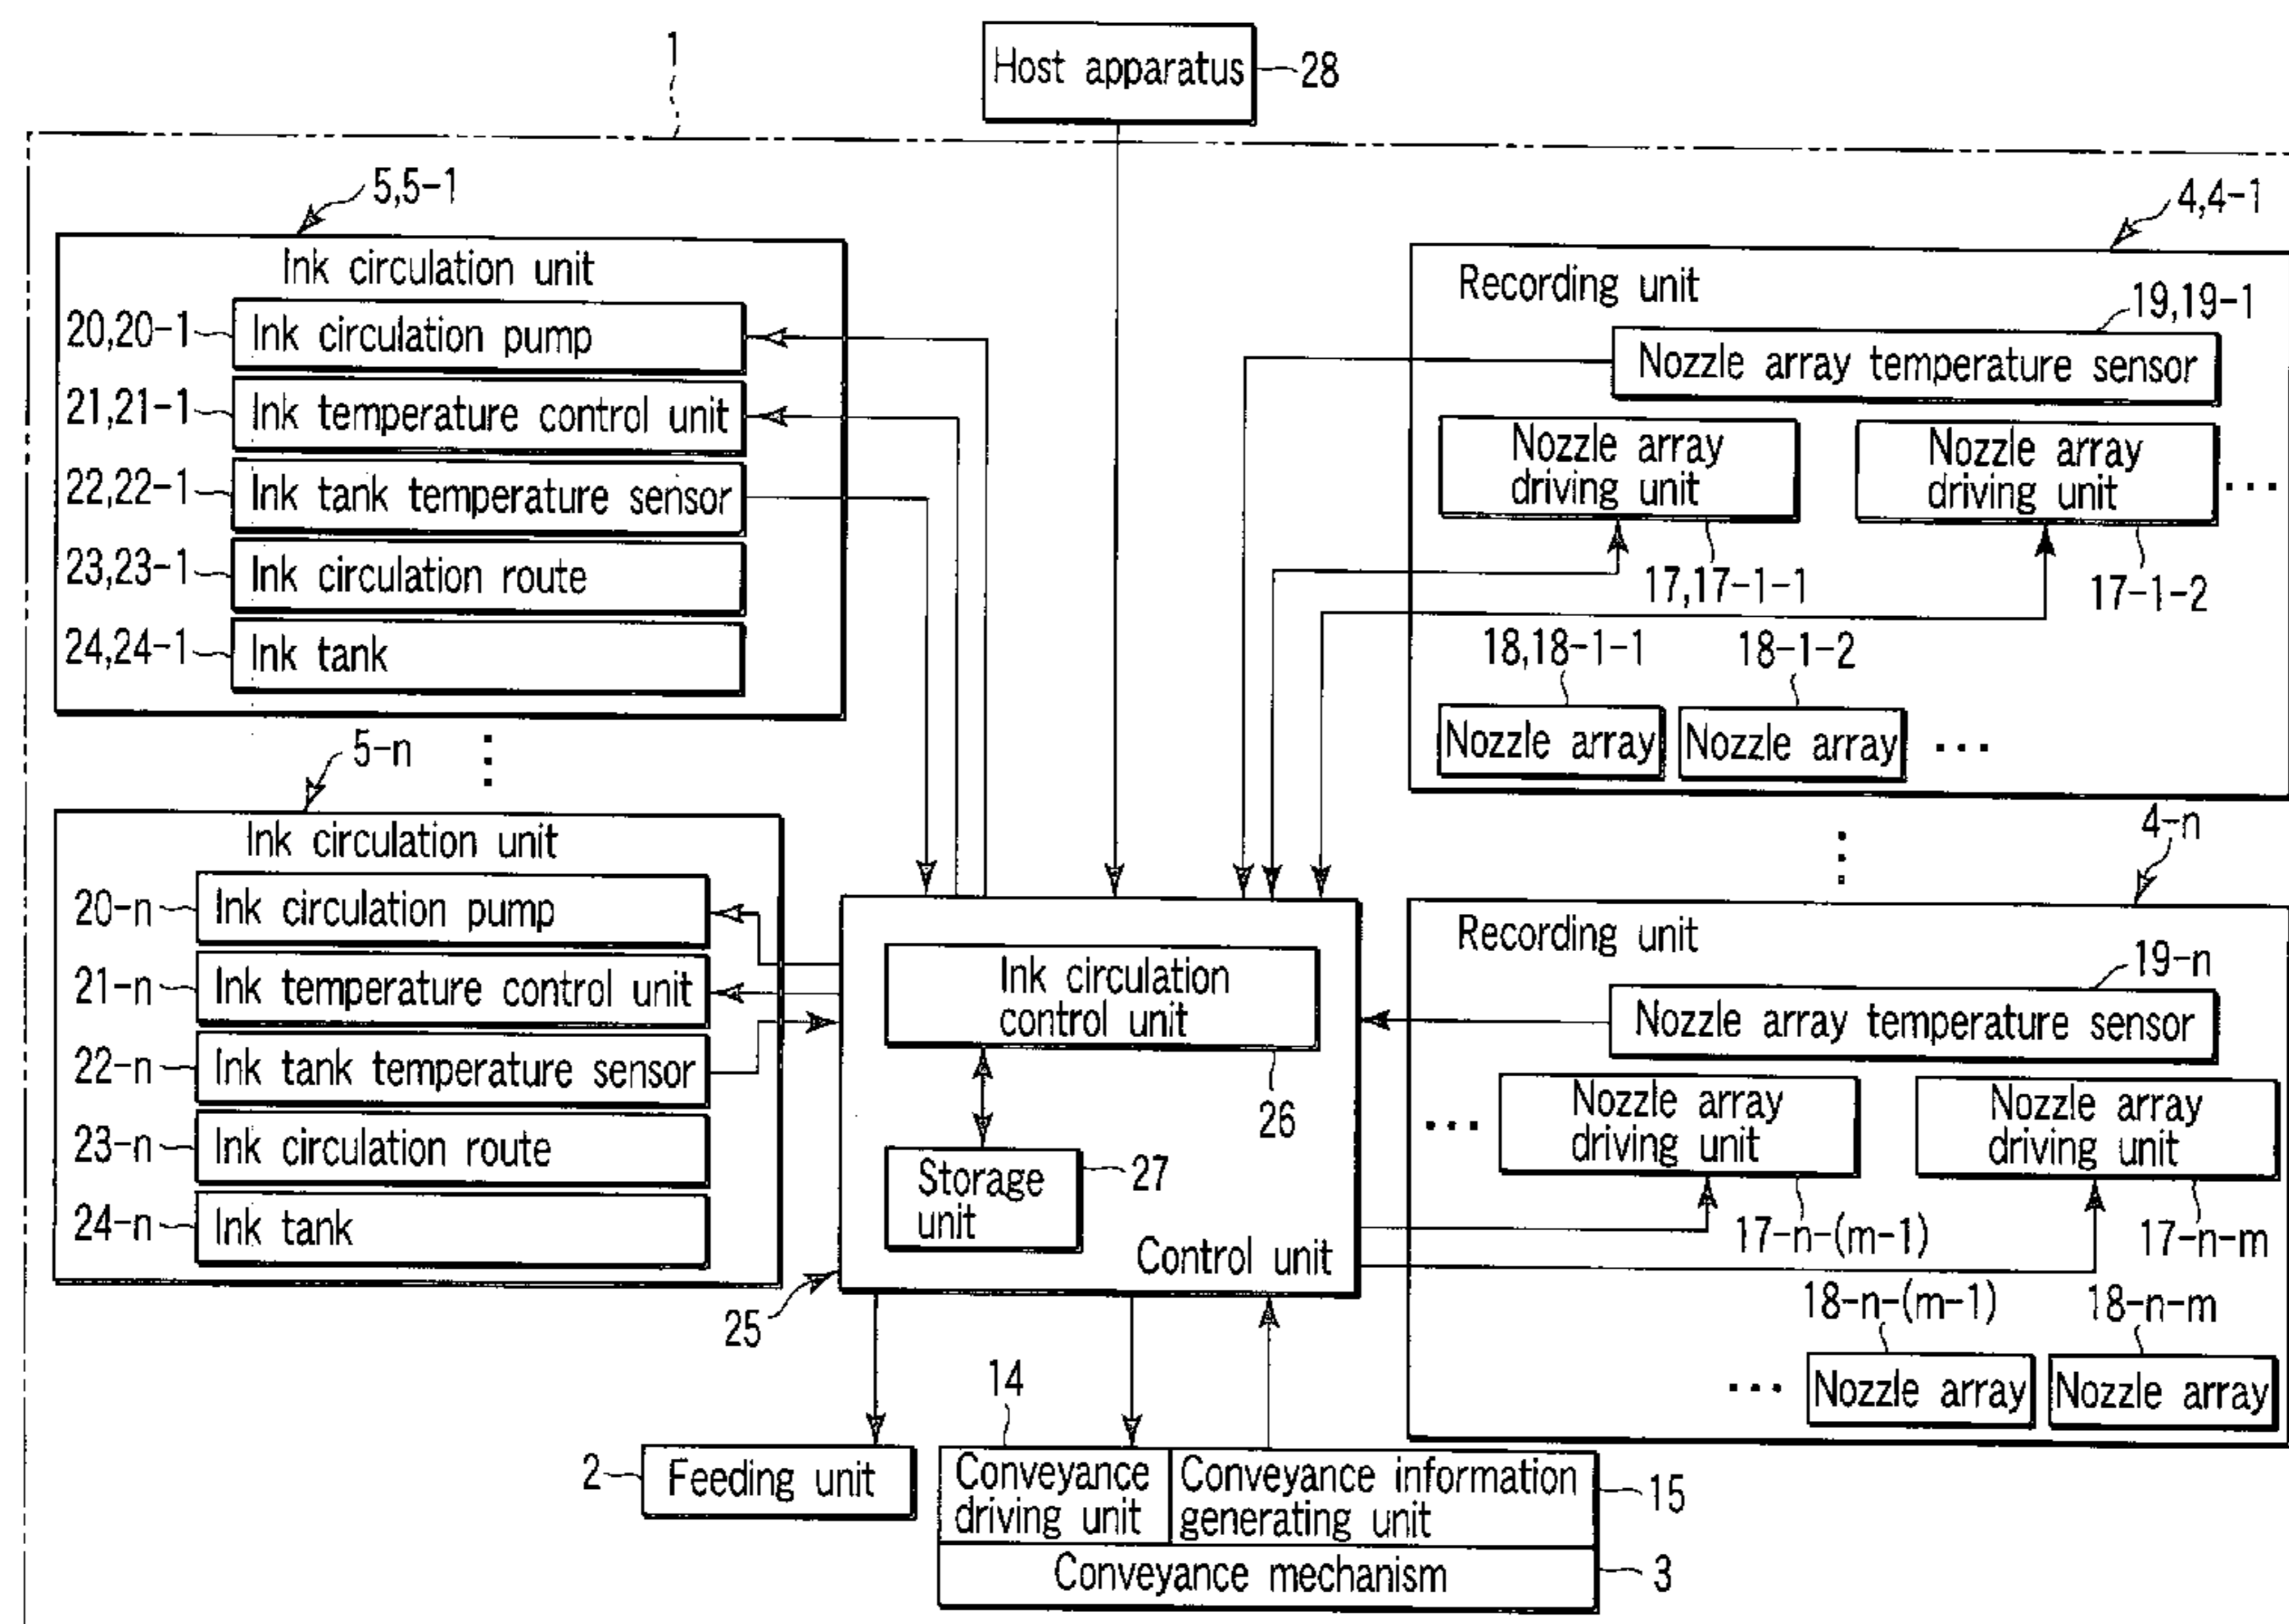 1
Host apparatus
28
5,5-1
Ink circulation unit
20,20-1
Ink circulation pump
21,21-1
Ink temperature control unit
22,22-1
Ink tank temperature sensor
23,23-1
Ink circulation route
24,24-1
Ink tank
5-n
Ink circulation unit
20-n
Ink circulation pump
21-n
Ink temperature control unit
22-n
Ink tank temperature sensor
23-n
Ink circulation route
24-n
Ink tank
4,4-1
Recording unit
19,19-1
Nozzle array temperature sensor
Nozzle array
driving unit
Nozzle array
driving unit
...
17,17-1-1
17-1-2
18,18-1-1
18-1-2
Nozzle array
Nozzle array
...
4-n
Recording unit
19-n
Nozzle array temperature sensor
...
Nozzle array
driving unit
Nozzle array
driving unit
17-n-(m-1)
17-n-m
18-n-(m-1)
18-n-m
...
Nozzle array
Nozzle array
Ink circulation
control unit
26
Storage
unit
27
Control unit
25
2
Feeding unit
14
Conveyance
driving unit
Conveyance information
generating unit
15
Conveyance mechanism
3